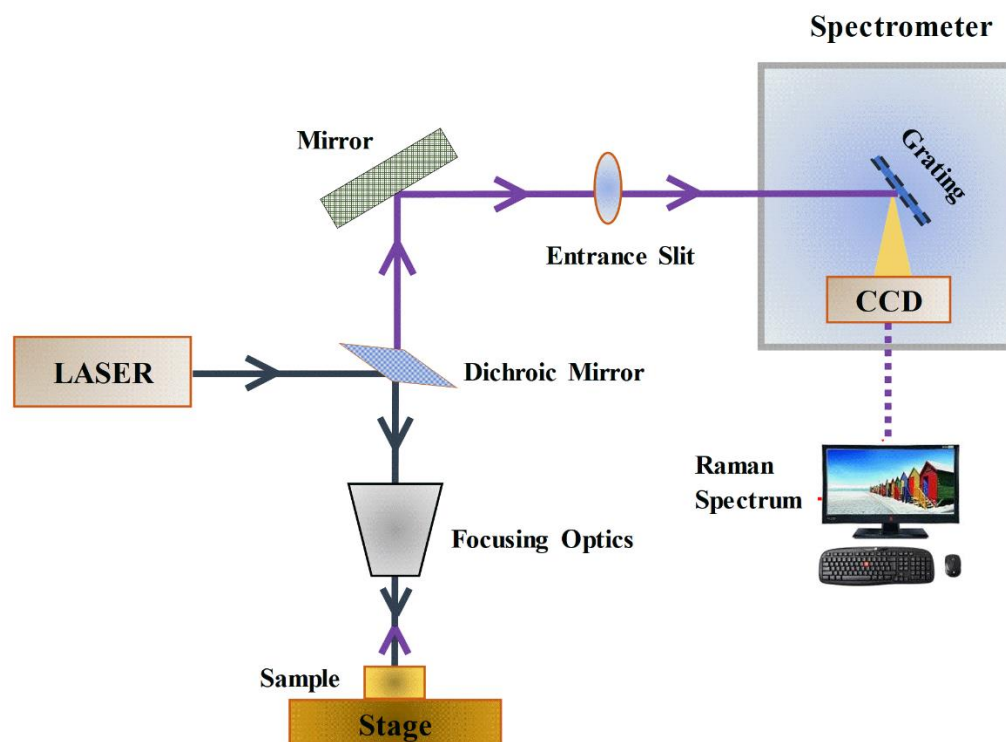 Spectrometer
Mirror
Grating
Entrance Slit
CCD
LASER
Dichroic Mirror
Raman
Spectrum
Focusing Optics
Sample
Stage